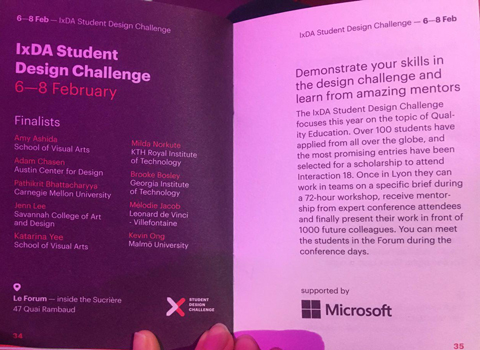 6—8 Feb — IxDA Student Design Challenge
IxDA Student
Design Challenge
6—8 February
Finalists
Amy Ashida
School of Visual Arts
Adam Chasen
Austin Center for Design
Pathikrit Bhattacharyya
Carnegie Mellon University
Jenn Lee
Savannah College of Art
and Design
Katarina Yee
School of Visual Arts
Milda Norkute
KTH Royal Institute
of Technology
Brooke Bosley
Georgia Institute
of Technology
Mélodie Jacob
Leonard de Vinci
- Villefontaine
Kevin Ong
Malmö University
Le Forum — inside the Sucrière
47 Quai Rambaud
STUDENT
DESIGN
CHALLENGE
34
IxDA Student Design Challenge — 6—8 Feb
Demonstrate your skills in
the design challenge and
learn from amazing mentors
The IxDA Student Design Challenge
focuses this year on the topic of Qual-
ity Education. Over 100 students have
applied from all over the globe, and
the most promising entries have been
selected for a scholarship to attend
Interaction 18. Once in Lyon they can
work in teams on a specific brief during
a 72-hour workshop, receive mentor-
ship from expert conference attendees
and finally present their work in front of
1000 future colleagues. You can meet
the students in the Forum during the
conference days.
supported by
Microsoft
35